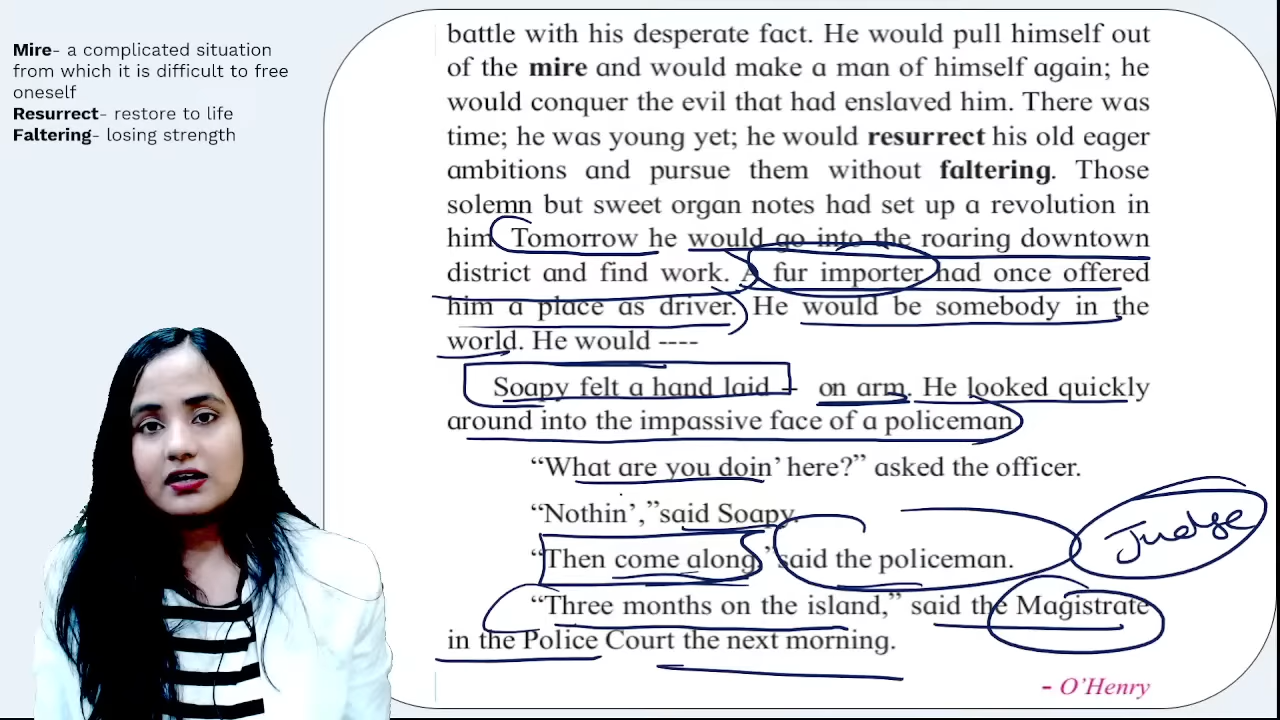 Mire- a complicated situation
from which it is difficult to free
oneself
Resurrect- restore to life
Faltering- losing strength
battle with his desperate fact. He would pull himself out
of the mire and would make a man of himself again; he
would conquer the evil that had enslaved him. There was
time; he was young yet; he would resurrect his old eager
ambitions and pursue them without faltering. Those
solemn but sweet organ notes had set up a revolution in
him. Tomorrow he would go into the roaring downtown
district and find work. A fur importer had once offered
him a place as driver. He would be somebody in the
world. He would ----
Soapy felt a hand laid - on arm. He looked quickly
around into the impassive face of a policeman
“What are you doin’ here?” asked the officer.
“Nothin’,”said Soapy.
“Then come along,” said the policeman.
Judge
“Three months on the island,” said the Magistrate
in the Police Court the next morning.
- O’Henry